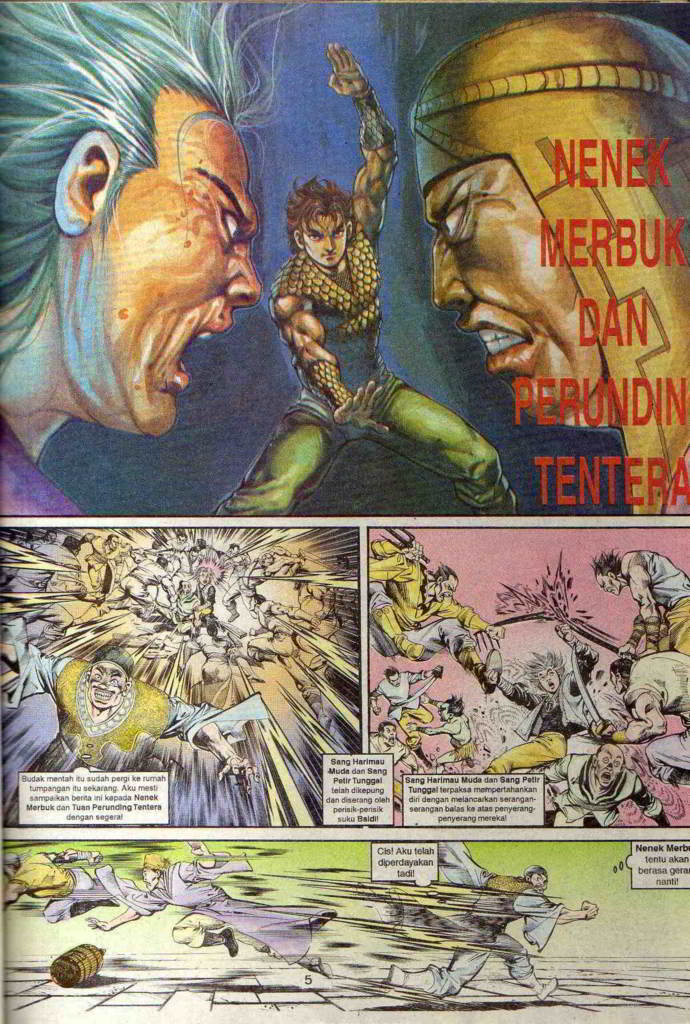 NENEK
MERBUK
DAN
PERUNDING
TENTERA
Budak mentah itu sudah pergi ke rumah
tumpangan itu sekarang. Aku mesti
sampaikan berita ini kepada Nenek
Merbuk dan Tuan Perunding Tentera
dengan segera!
Sang Harimau
Muda dan Sang
Petir Tunggal
telah dikepung
dan diserang oleh
perisik-perisik
suku Baidi!
Sang Harimau Muda dan Sang Petir
Tunggal terpaksa mempertahankan
diri dengan melancarkan serangan-
serangan balas ke atas penyerang-
penyerang mereka!
Cis! Aku telah
diperdayakan
tadi!
Nenek Merbu
tentu akan
berasa gera
nanti!
5